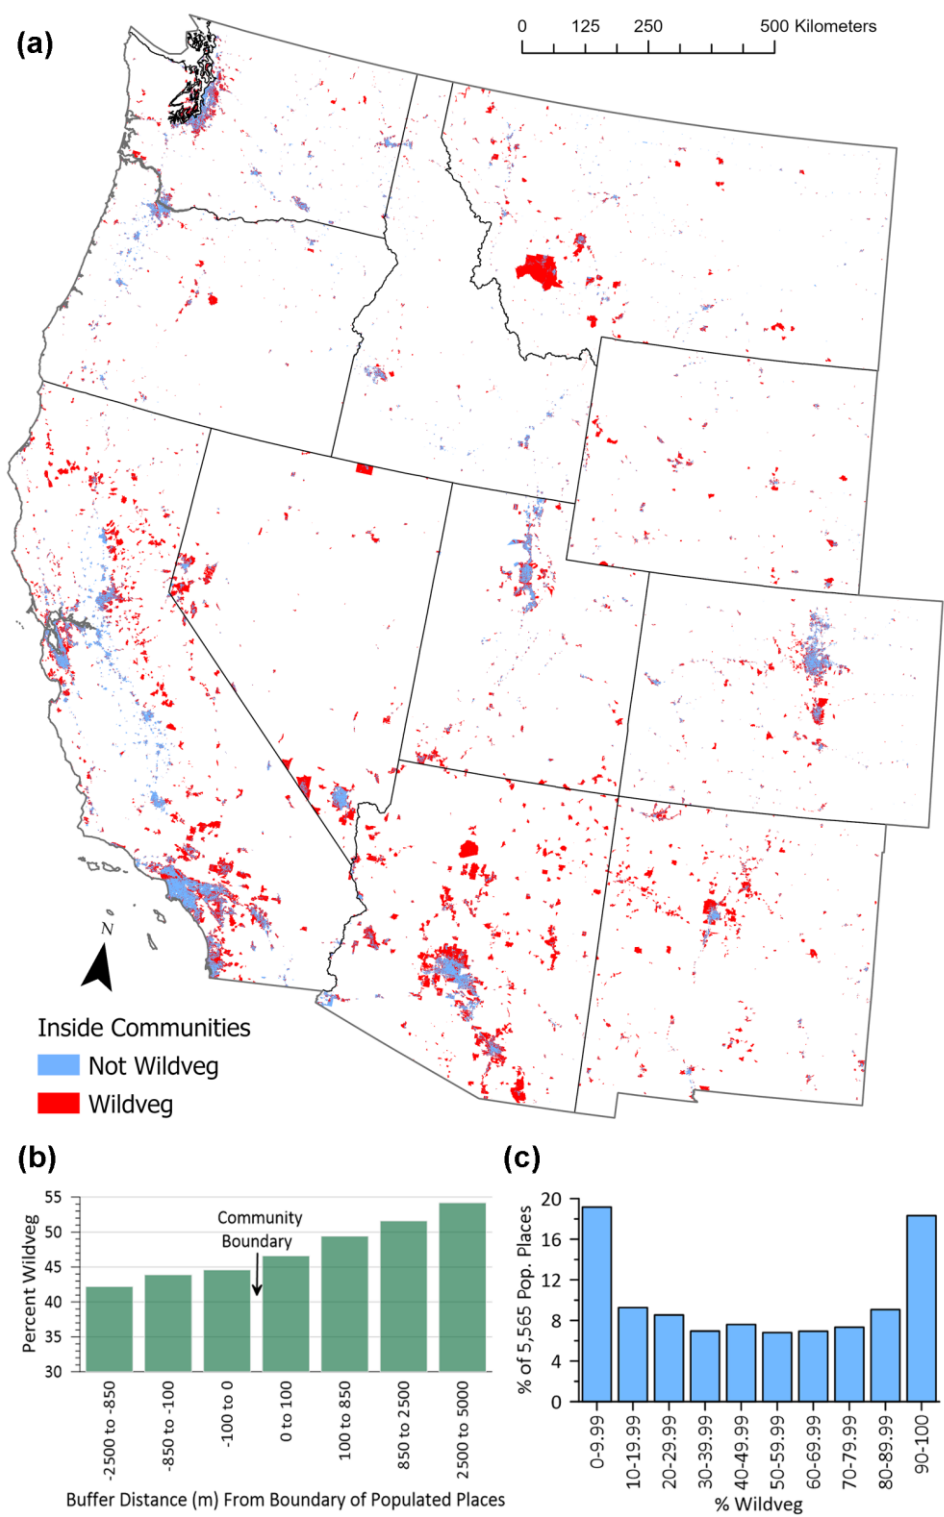 (a)
0 125 250 500 Kilometers
N
Inside Communities
Not Wildveg
Wildveg
(b)
Percent Wildveg
55
50
45
40
35
30
Community
Boundary
-2500 to -850
-850 to -100
-100 to 0
0 to 100
100 to 850
850 to 2500
2500 to 5000
Buffer Distance (m) From Boundary of Populated Places
(c)
% of 5,565 Pop. Places
20
16
12
8
4
0
0-9.99
10-19.99
20-29.99
30-39.99
40-49.99
50-59.99
60-69.99
70-79.99
80-89.99
90-100
% Wildveg